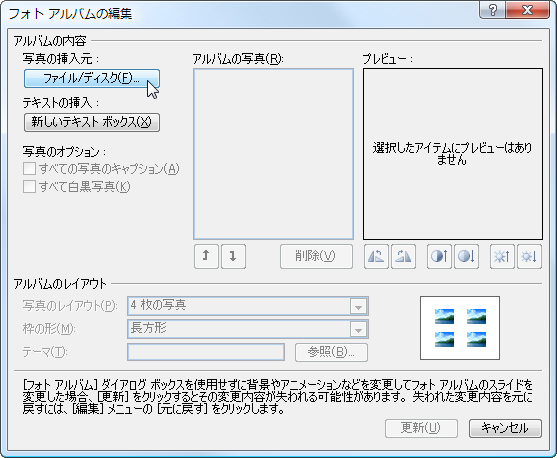 フォト アルバムの編集
アルバムの内容
写真の挿入元：
ファイル/ディスク(F)...
テキストの挿入：
新しいテキスト ボックス(X)
写真のオプション：
すべての写真のキャプション(A)
すべて白黒写真(K)
アルバムの写真(R):
削除(V)
プレビュー：
選択したアイテムにプレビューはあり
ません
アルバムのレイアウト
写真のレイアウト(P):
4 枚の写真
枠の形(M):
長方形
テーマ(T):
参照(B)...
[フォト アルバム] ダイアログ ボックスを使用せずに背景やアニメーションなどを変更してフォト アルバムのスライドを
変更した場合、[更新] をクリックするとその変更内容が失われる可能性があります。失われた変更内容を元に
戻すには、[編集] メニューの [元に戻す] をクリックします。
更新(U)
キャンセル